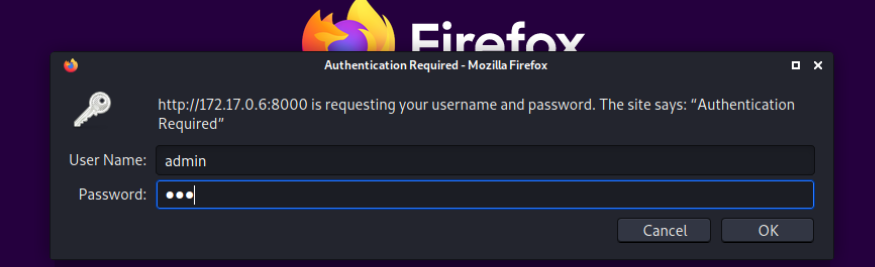 Firefox
Authentication Required - Mozilla Firefox
http://172.17.0.6:8000 is requesting your username and password. The site says: “Authentication
Required”
User Name: admin
Password: •••
Cancel OK